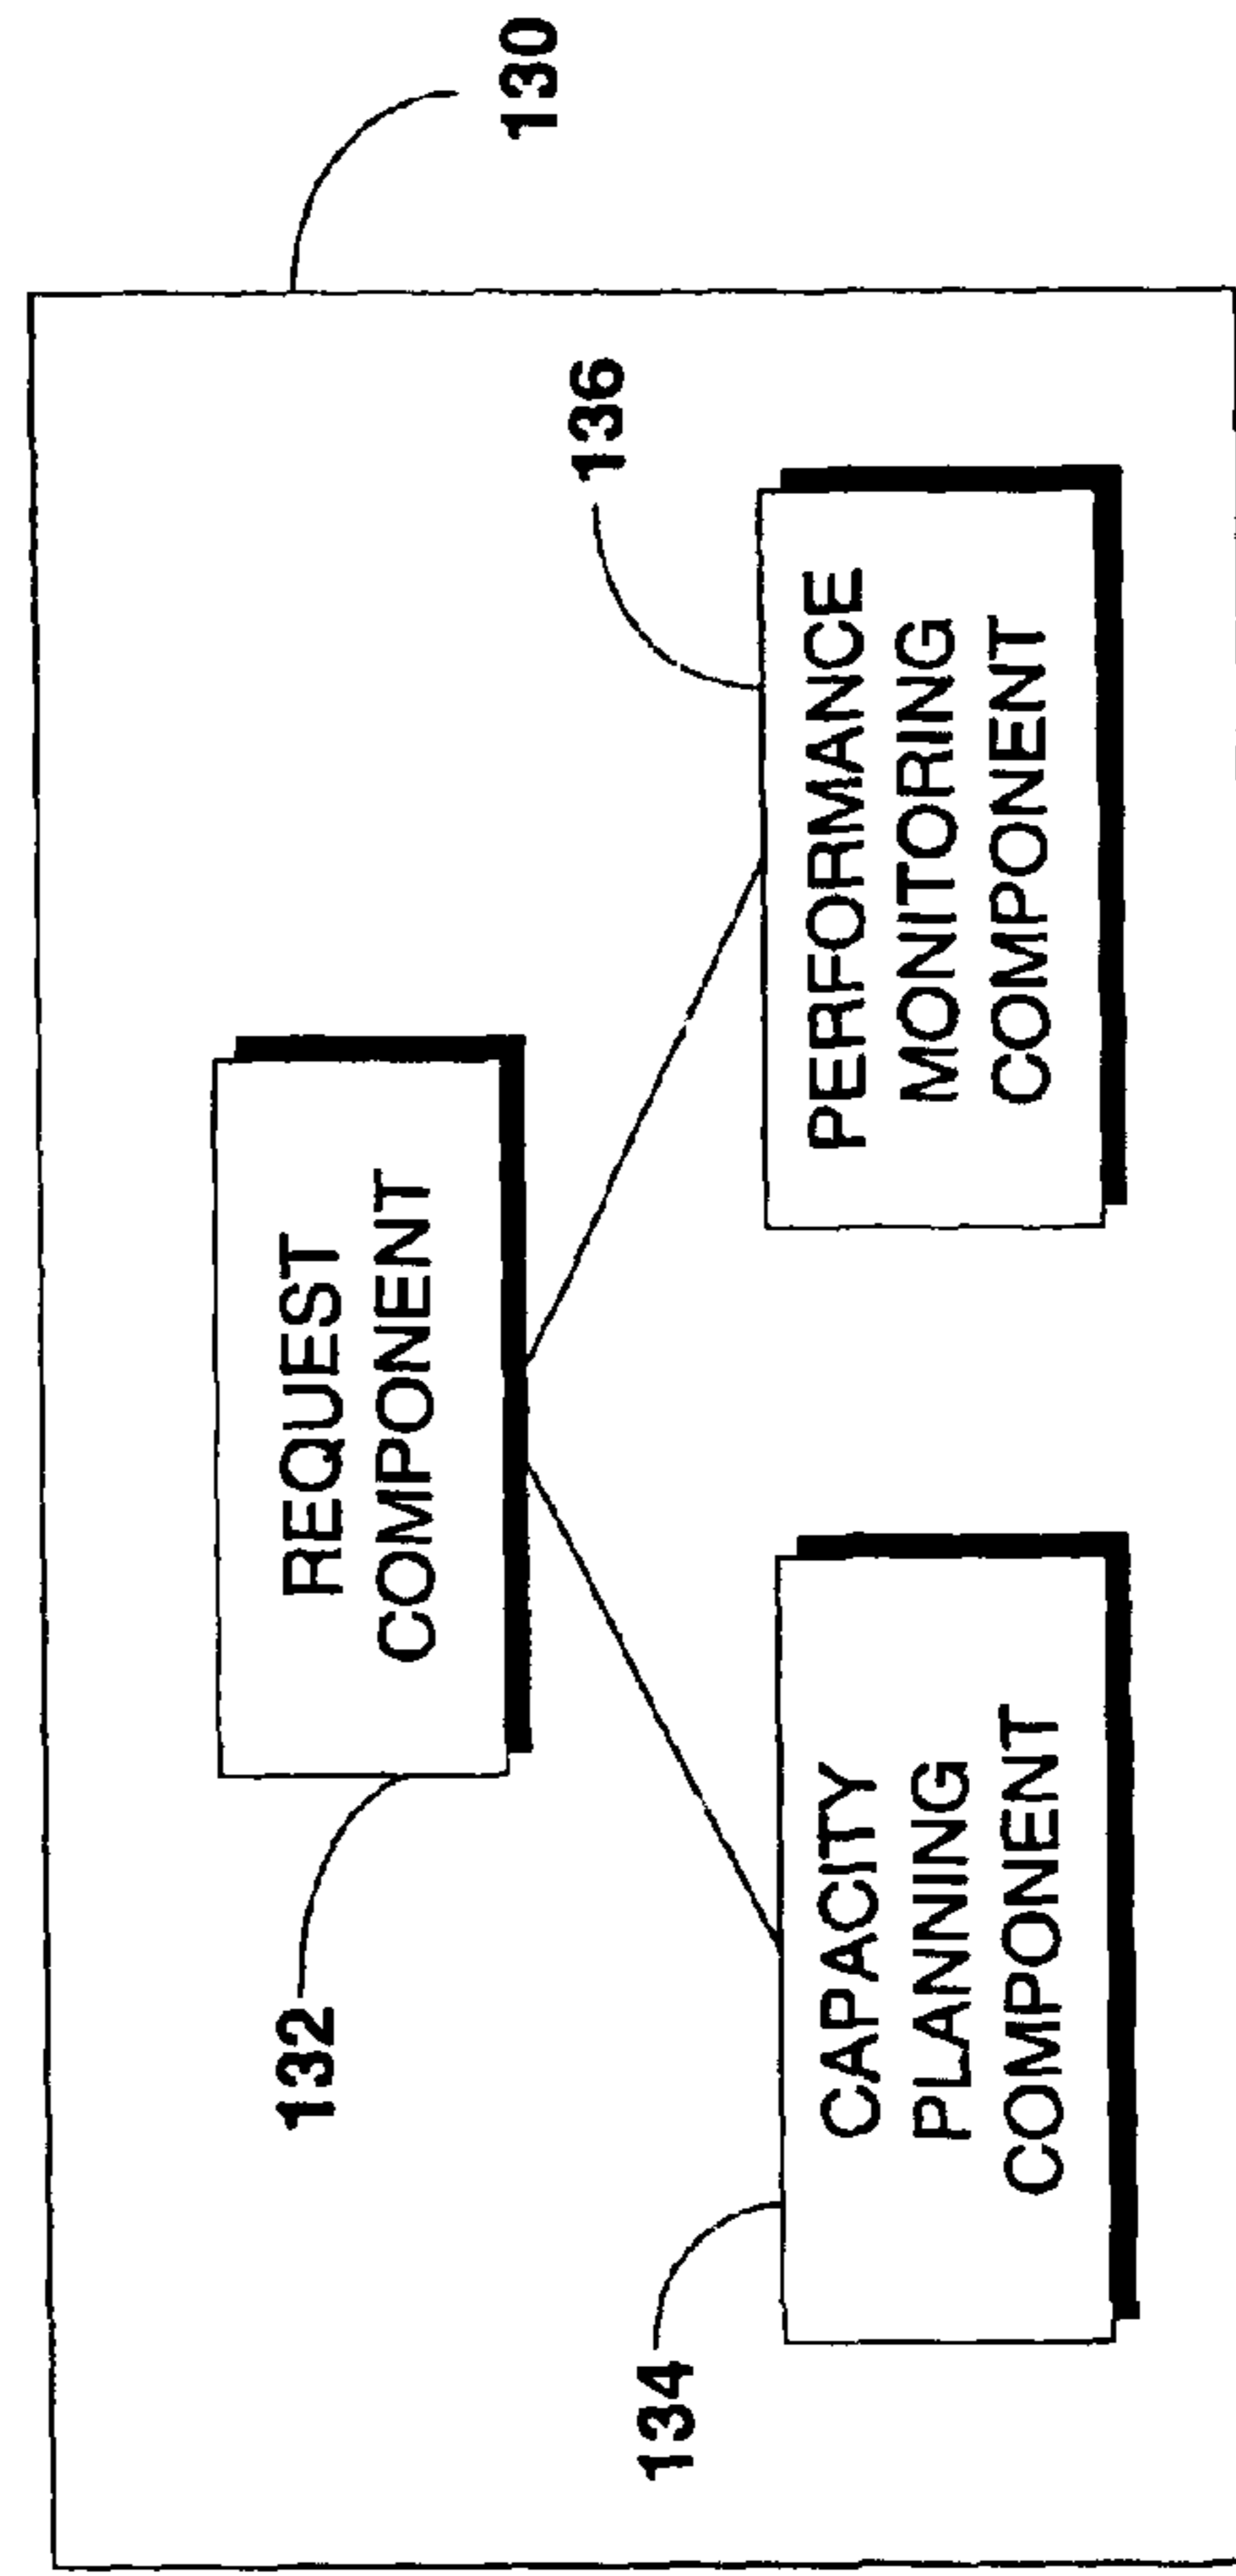 130
132
REQUEST
COMPONENT
134
CAPACITY
PLANNING
COMPONENT
136
PERFORMANCE
MONITORING
COMPONENT